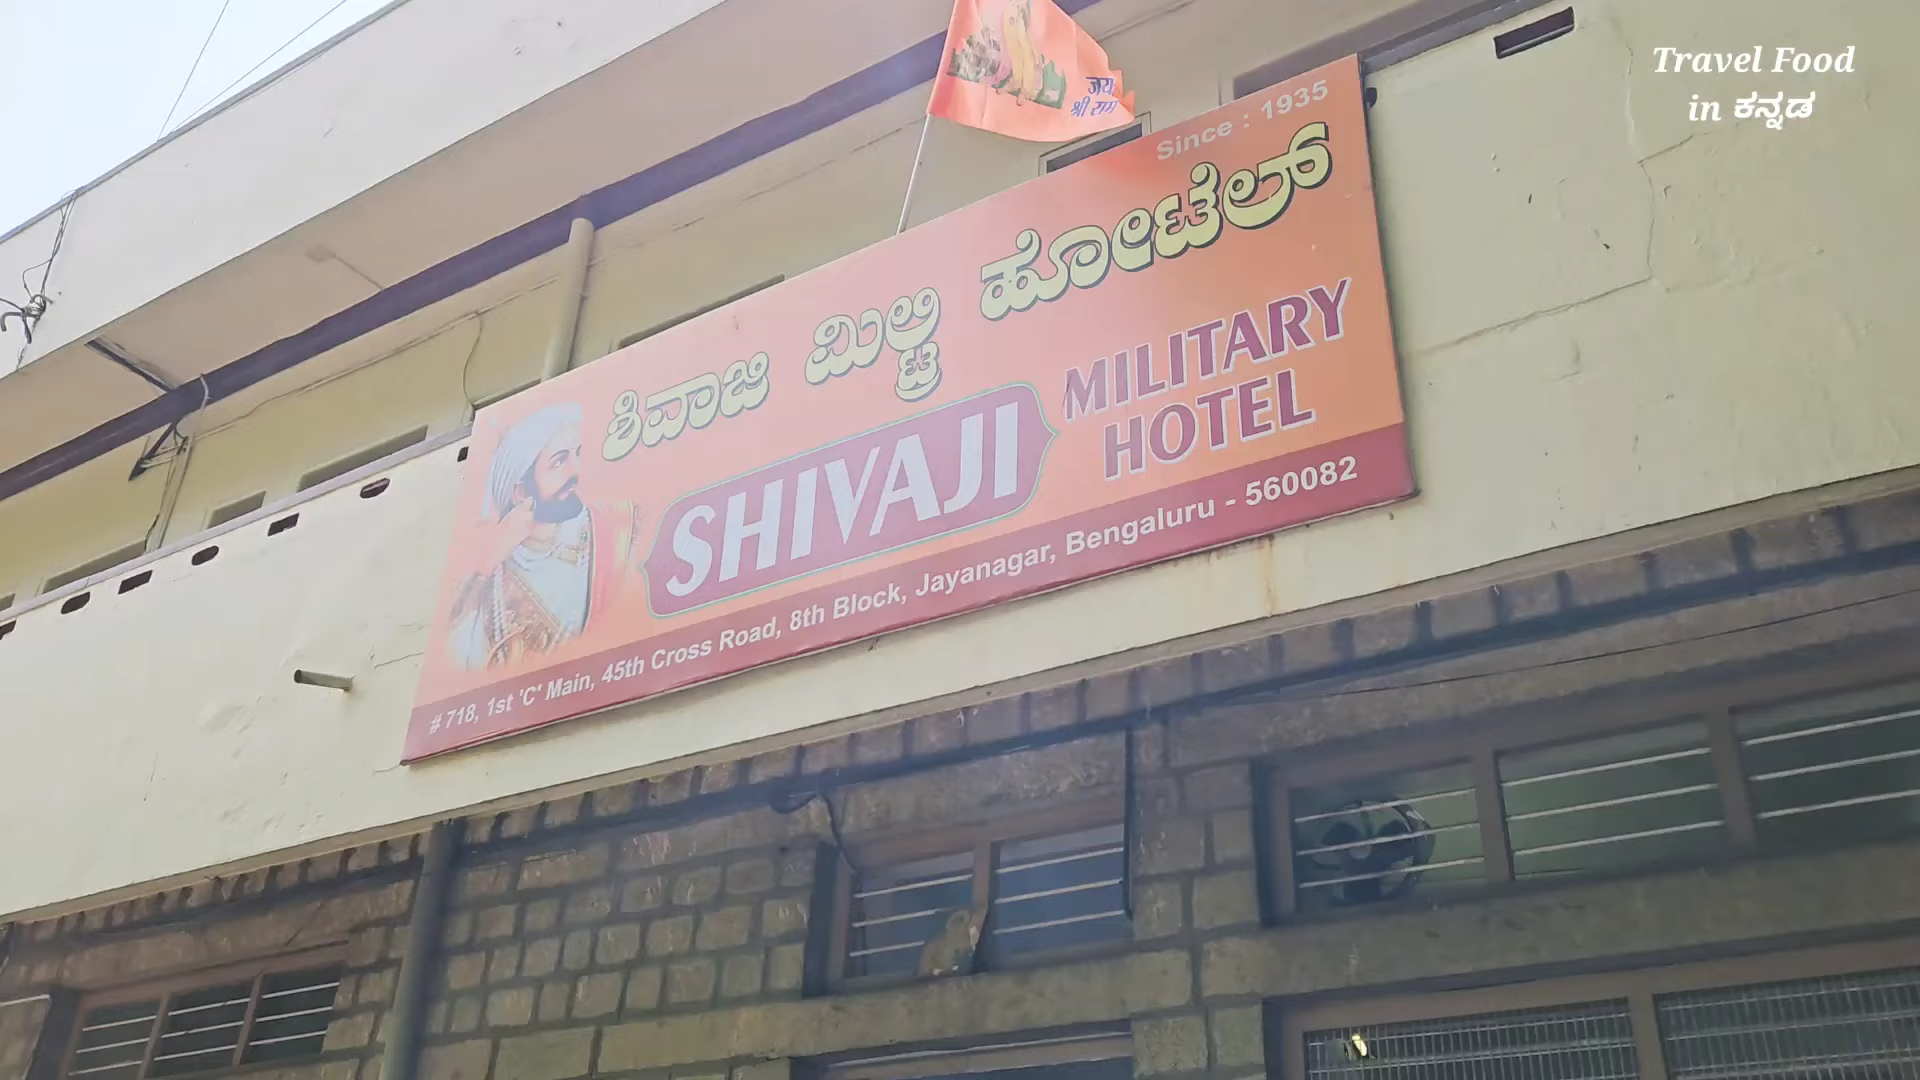 Travel Food
in ಕನ್ನಡ
जय
श्री राम
Since : 1935
ಶಿವಾಜಿ ಮಿಲ್ಟ್ರಿ ಹೋಟೆಲ್
SHIVAJI
MILITARY
HOTEL
# 718, 1st 'C' Main, 45th Cross Road, 8th Block, Jayanagar, Bengaluru - 560082